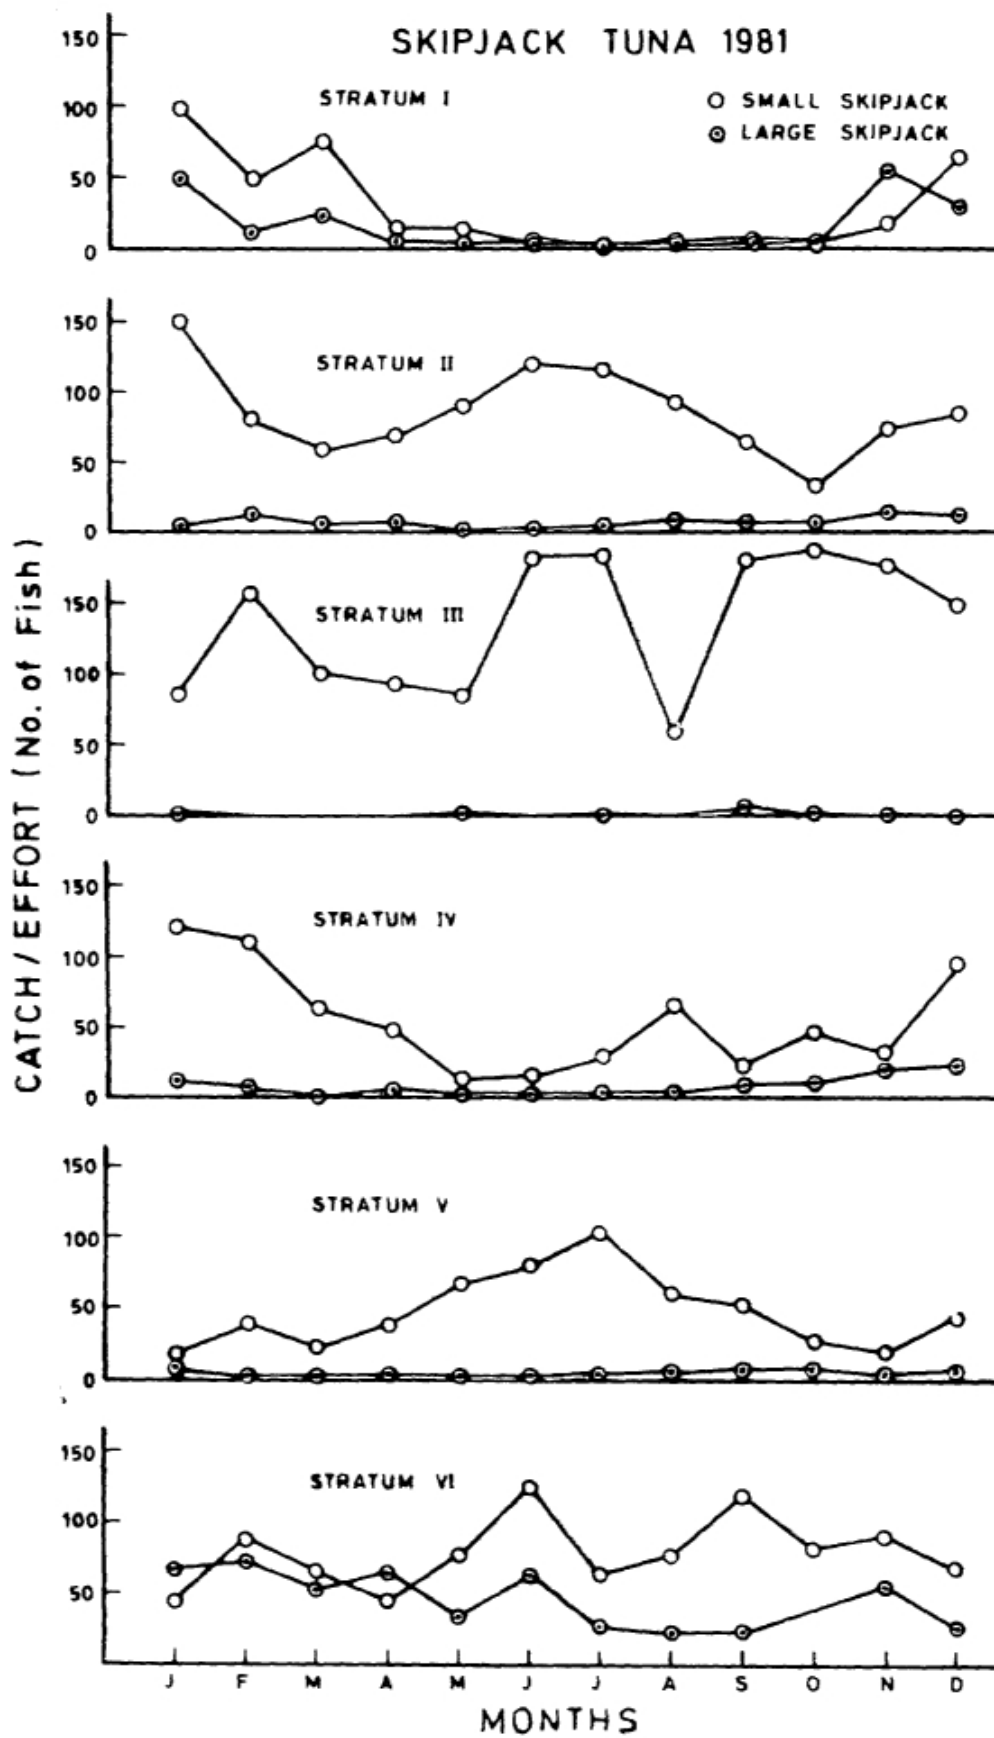 SKIPJACK TUNA 1981
STRATUM I
○ SMALL SKIPJACK
⊙ LARGE SKIPJACK
150
100
50
0
STRATUM II
150
100
50
0
STRATUM III
150
100
50
0
STRATUM IV
150
100
50
0
STRATUM V
150
100
50
0
STRATUM VI
150
100
50
J F M A M J J A S O N D
MONTHS
CATCH/EFFORT (No. of Fish)